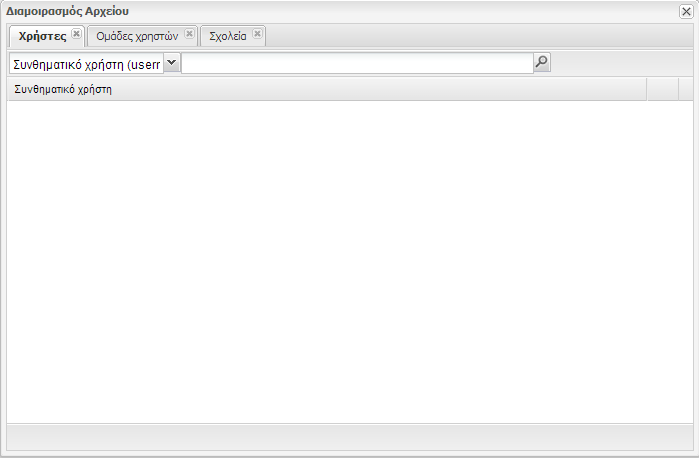 Διαμοιρασμός Αρχείου
Χρήστες Ομάδες χρηστών Σχολεία
Συνθηματικό χρήστη (userr
Συνθηματικό χρήστη